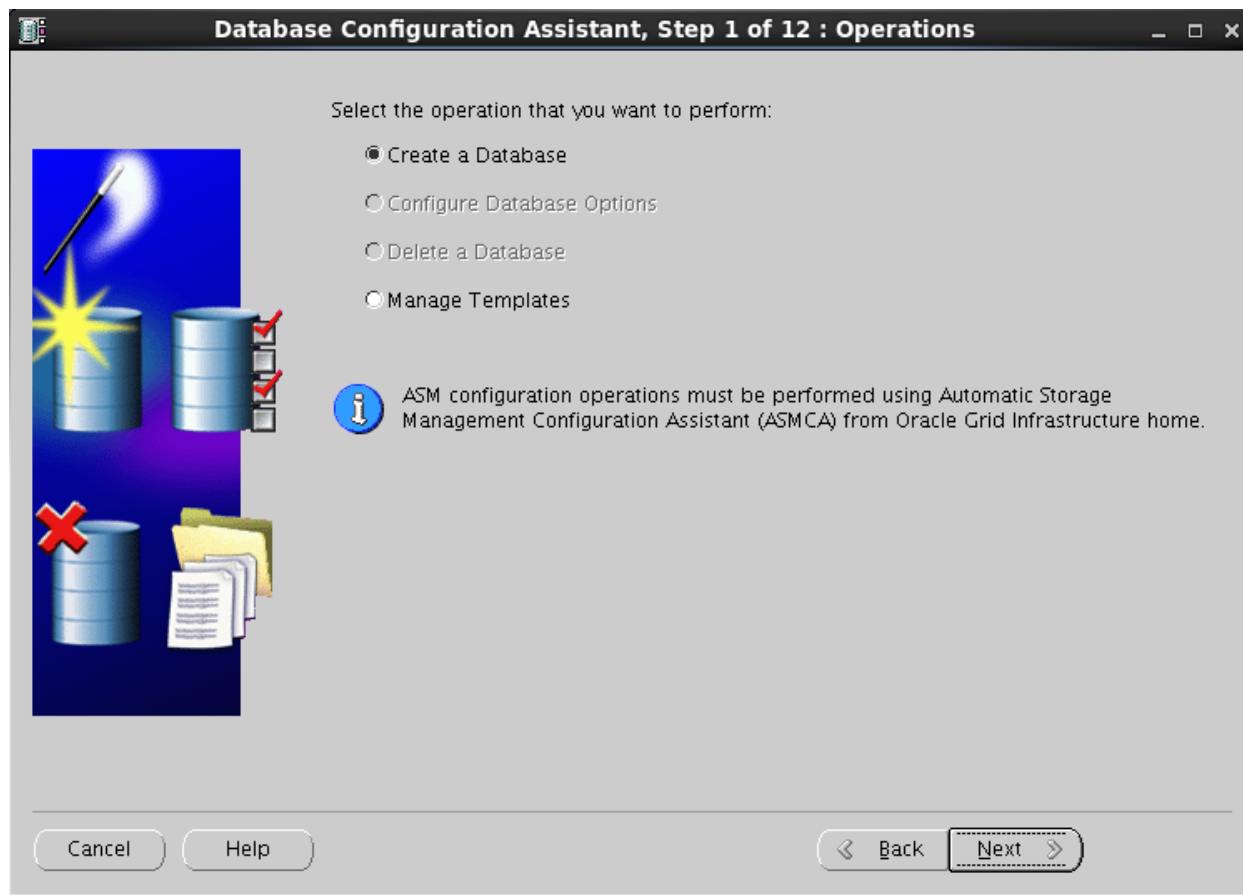 Database Configuration Assistant, Step 1 of 12 : Operations
Select the operation that you want to perform:
Create a Database
Configure Database Options
Delete a Database
Manage Templates
ASM configuration operations must be performed using Automatic Storage
Management Configuration Assistant (ASMCA) from Oracle Grid Infrastructure home.
Cancel
Help
Back
Next